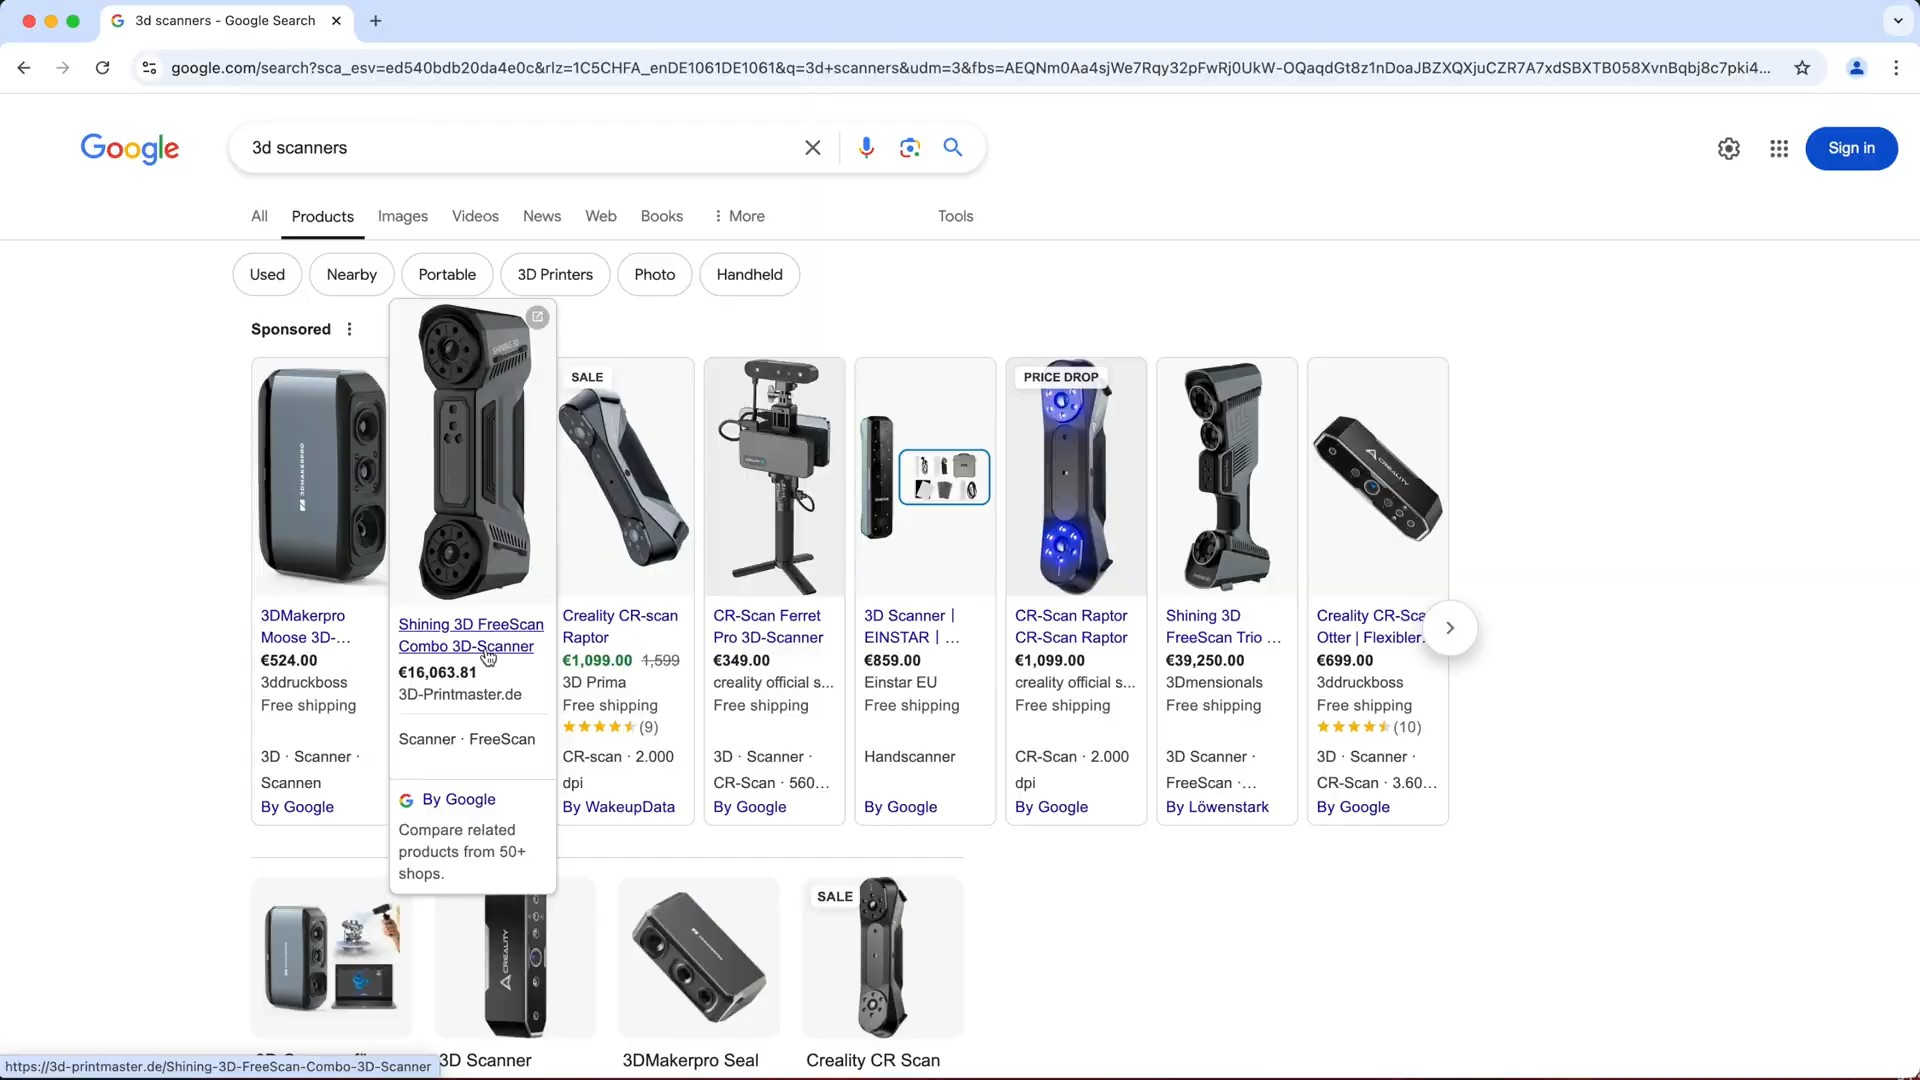 3d scanners - Google Search
google.com/search?sca_esv=ed540bdb20da4e0c&rlz=1C5CHFA_enDE1061DE1061&q=3d+scanners&udm=3&fbs=AEQNm0Aa4sjWe7Rqy32pFwRj0UkW-OQaqdGt8z1nDoaJBZXQXjuCZR7A7xdSBXTB058XvnBqbj8c7pki4...
Google
3d scanners
Sign in
All
Products
Images
Videos
News
Web
Books
More
Tools
Used
Nearby
Portable
3D Printers
Photo
Handheld
Sponsored
3DMakerpro
Moose 3D-...
€524.00
3ddruckboss
Free shipping
3D · Scanner ·
Scannen
By Google
SHINING 3D
Shining 3D FreeScan
Combo 3D-Scanner
€16,063.81
3D-Printmaster.de
Scanner · FreeScan
By Google
Compare related
products from 50+
shops.
SALE
Creality CR-scan
Raptor
€1,099.00 1,599
3D Prima
Free shipping
(9)
CR-scan · 2.000
dpi
By WakeupData
CR-Scan Ferret
Pro 3D-Scanner
€349.00
creality official s...
Free shipping
3D · Scanner ·
CR-Scan · 560...
By Google
3D Scanner |
EINSTAR | ...
€859.00
Einstar EU
Free shipping
Handscanner
By Google
PRICE DROP
CR-Scan Raptor
CR-Scan Raptor
€1,099.00
creality official s...
Free shipping
CR-Scan · 2.000
dpi
By Google
Shining 3D
FreeScan Trio ...
€39,250.00
3Dmensionals
Free shipping
3D Scanner ·
FreeScan ·...
By Löwenstark
CREALITY
Creality CR-Sca
Otter | Flexibler
€699.00
3ddruckboss
Free shipping
(10)
3D · Scanner ·
CR-Scan · 3.60...
By Google
CREALITY
SALE
3D Scanner
3DMakerpro Seal
Creality CR Scan
https://3d-printmaster.de/Shining-3D-FreeScan-Combo-3D-Scanner